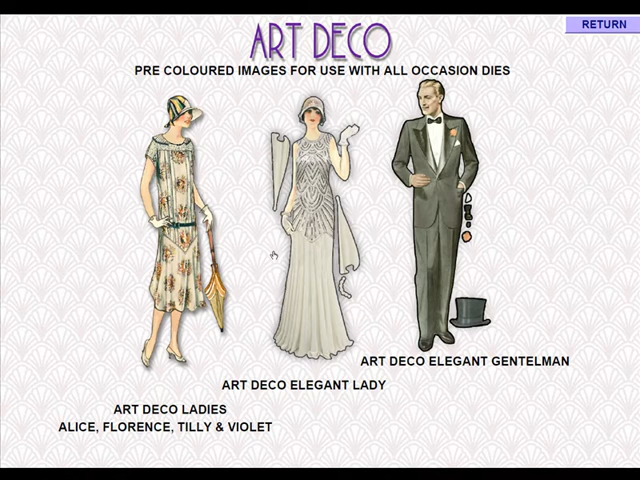 RETURN
ART DECO
PRE COLOURED IMAGES FOR USE WITH ALL OCCASION DIES
ART DECO ELEGANT GENTELMAN
ART DECO ELEGANT LADY
ART DECO LADIES
ALICE, FLORENCE, TILLY & VIOLET